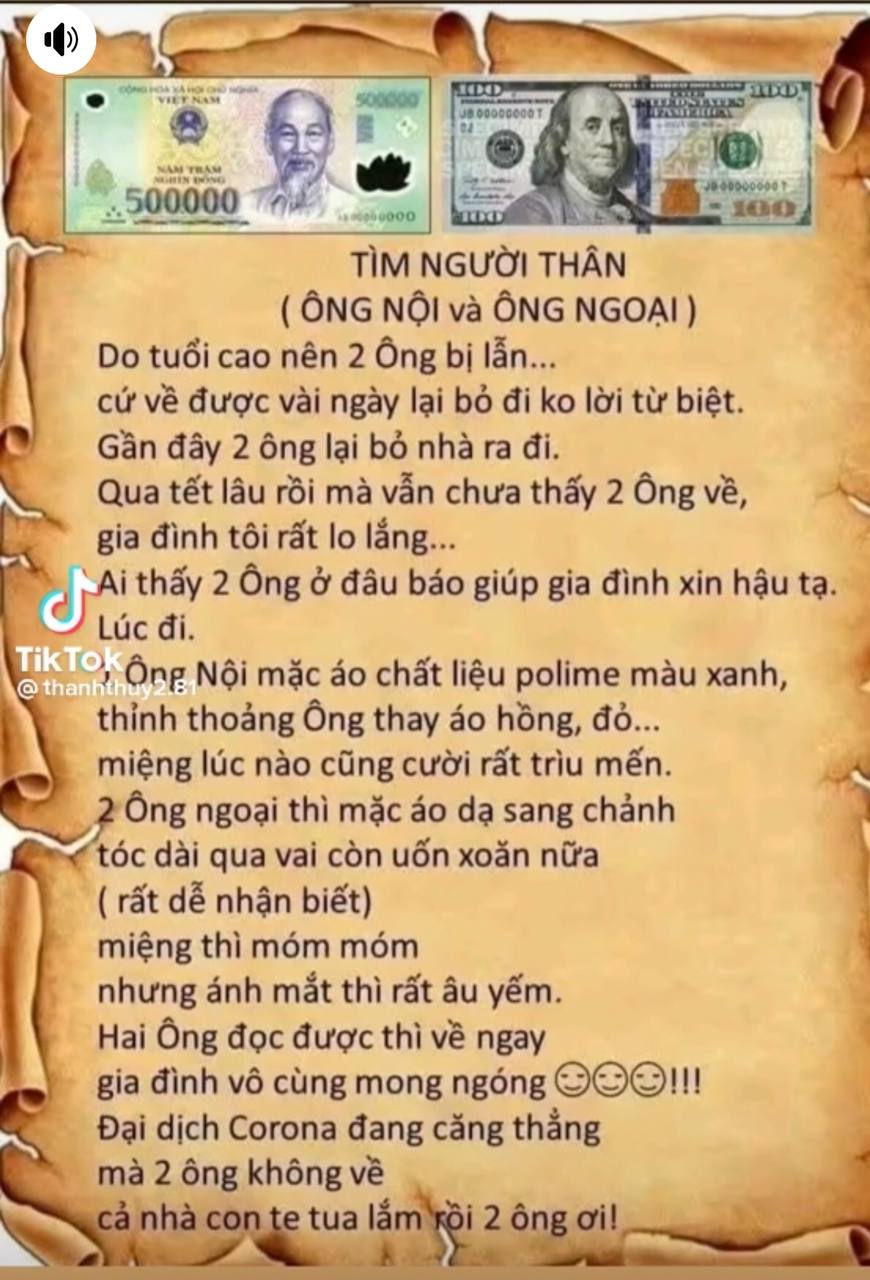 CỘNG HÒA XÃ HỘI CHỦ NGHĨA
VIỆT NAM
500000
NĂM TRĂM
NGHÌN ĐỒNG
500000
100
100
JB 00000000 T
THE
UNITED STATES
OF AMERICA
JB 00000000 T
100
100
TÌM NGƯỜI THÂN
( ÔNG NỘI và ÔNG NGOẠI )
Do tuổi cao nên 2 Ông bị lẫn...
cứ về được vài ngày lại bỏ đi ko lời từ biệt.
Gần đây 2 ông lại bỏ nhà ra đi.
Qua tết lâu rồi mà vẫn chưa thấy 2 Ông về,
gia đình tôi rất lo lắng...
Ai thấy 2 Ông ở đâu báo giúp gia đình xin hậu tạ.
Lúc đi.
1 Ông Nội mặc áo chất liệu polime màu xanh,
TikTok
@thanhthuy2.81
thỉnh thoảng Ông thay áo hồng, đỏ...
miệng lúc nào cũng cười rất trìu mến.
2 Ông ngoại thì mặc áo dạ sang chảnh
tóc dài qua vai còn uốn xoăn nữa
( rất dễ nhận biết)
miệng thì móm móm
nhưng ánh mắt thì rất âu yếm.
Hai Ông đọc được thì về ngay
gia đình vô cùng mong ngóng 😏😏😏!!!
Đại dịch Corona đang căng thẳng
mà 2 ông không về
cả nhà con te tua lắm rồi 2 ông ơi!